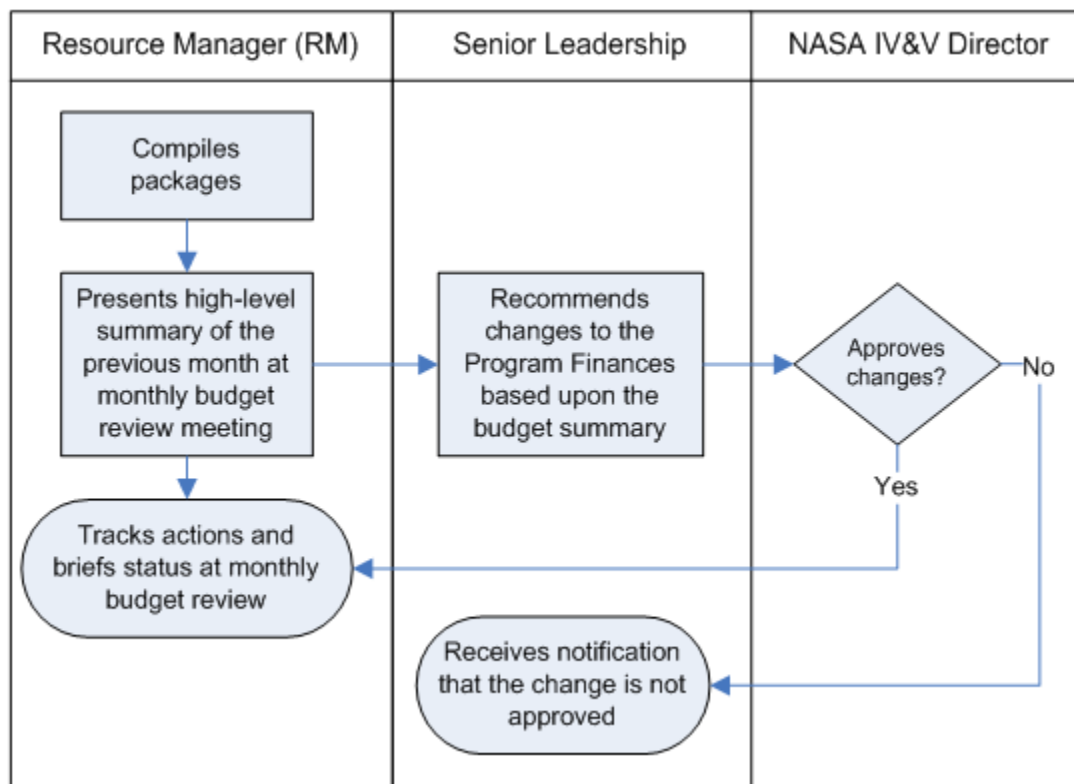 Resource Manager (RM)
Senior Leadership
NASA IV&V Director
Compiles
packages
Presents high-level
summary of the
previous month at
monthly budget
review meeting
Recommends
changes to the
Program Finances
based upon the
budget summary
Approves
changes?
No
Yes
Tracks actions and
briefs status at monthly
budget review
Receives notification
that the change is not
approved